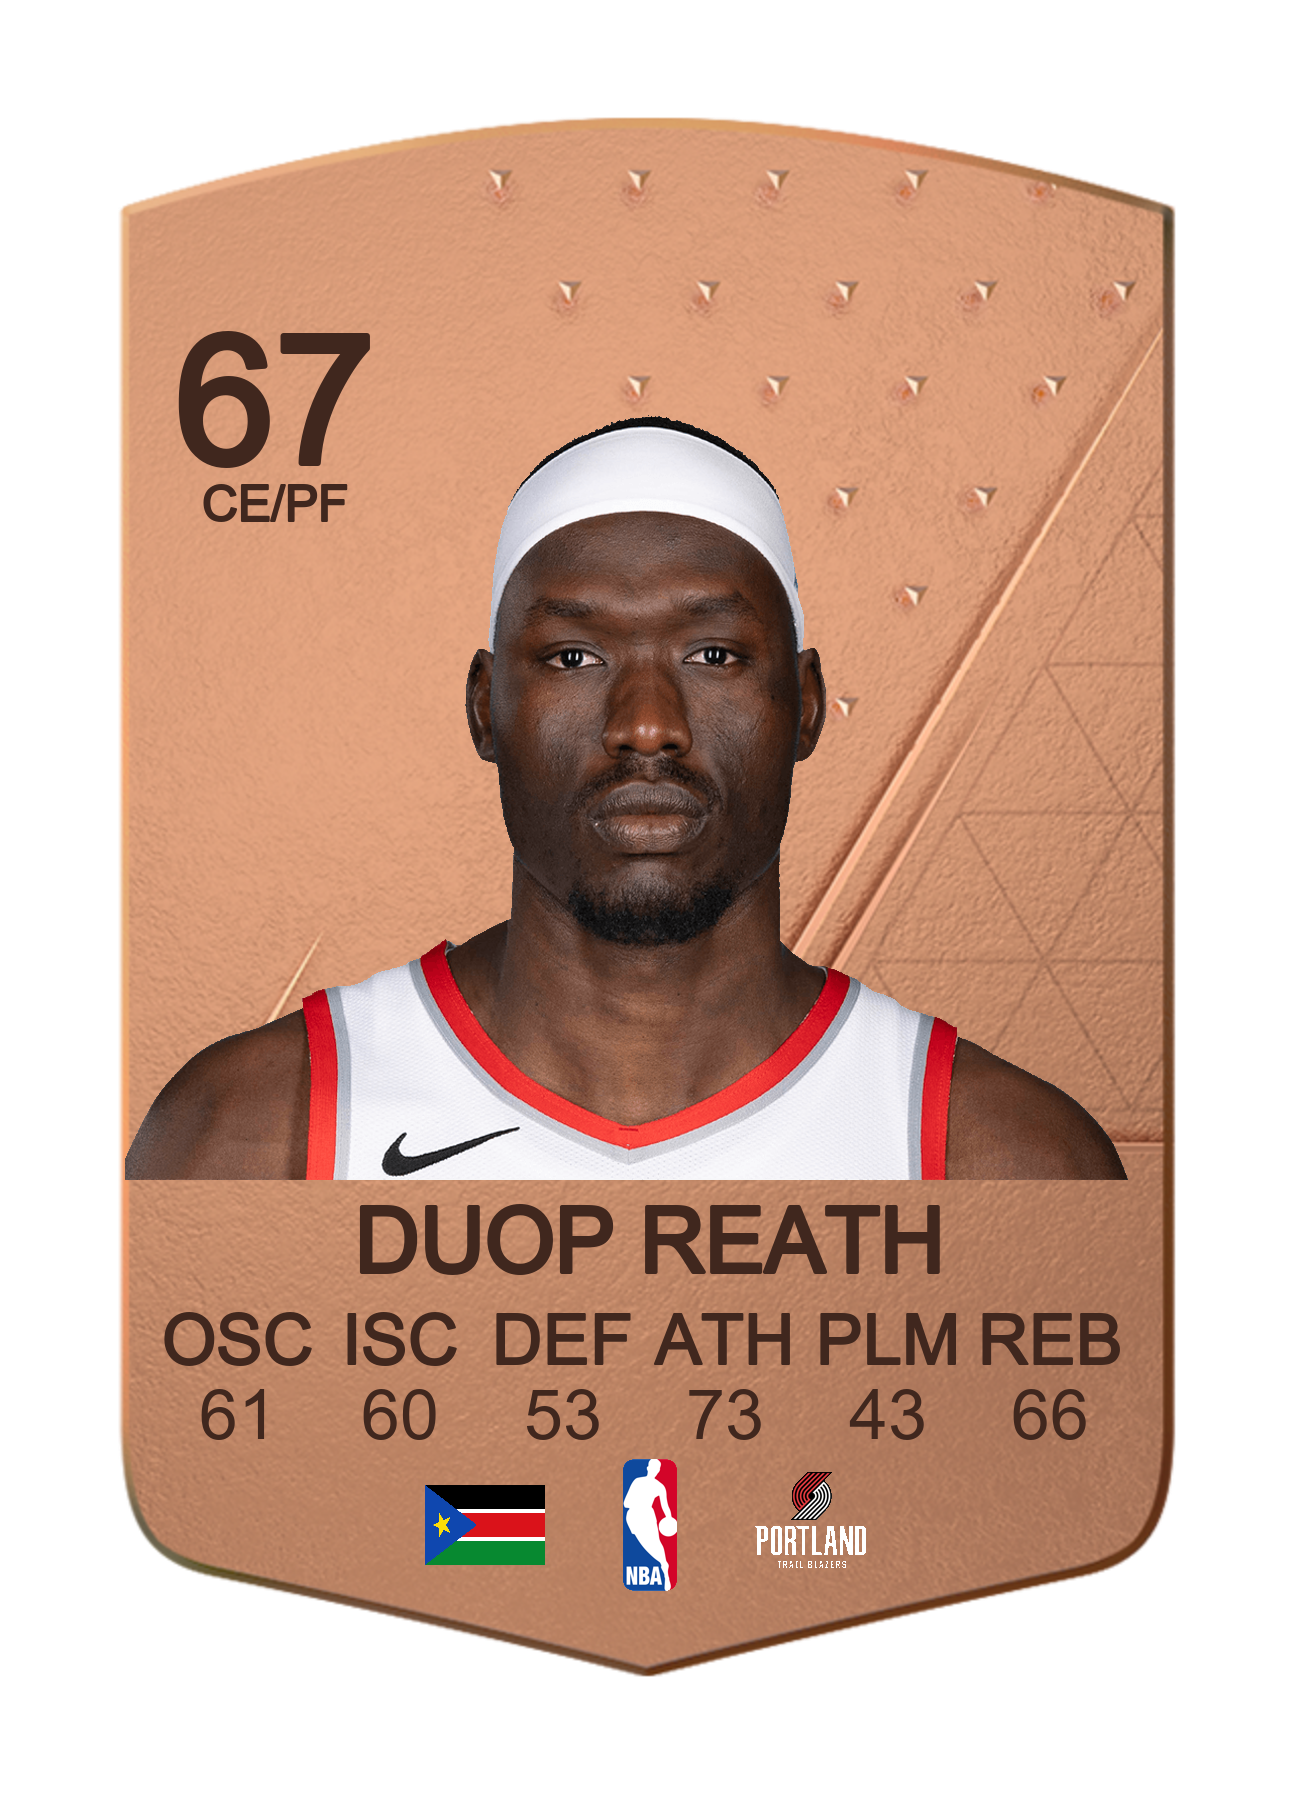 67
CE/PF
DUOP REATH
OSC ISC DEF ATH PLM REB
61 60 53 73 43 66
NBA
PORTLAND
TRAIL BLAZERS